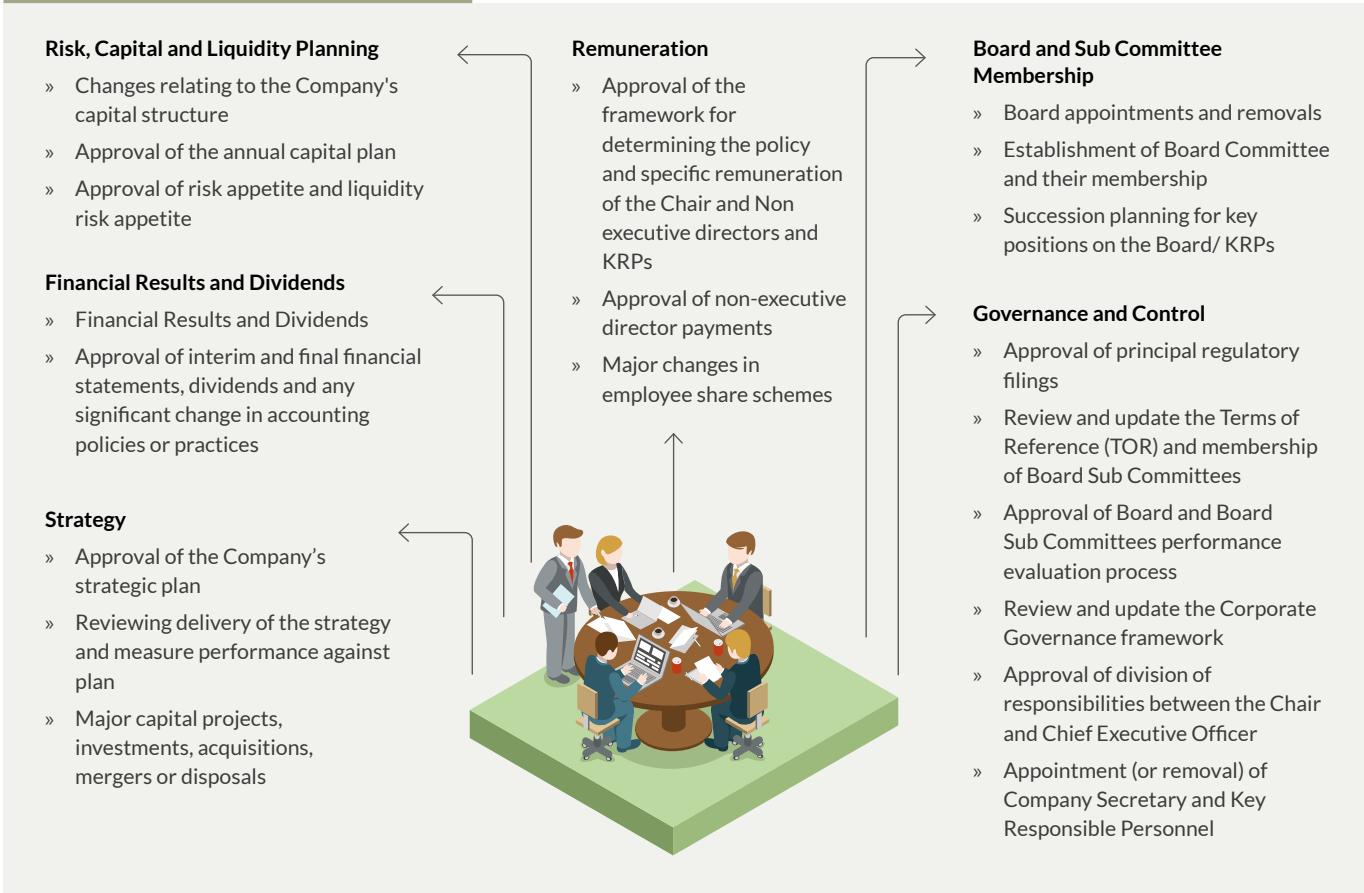 Risk, Capital and Liquidity Planning
» Changes relating to the Company's
capital structure
» Approval of the annual capital plan
» Approval of risk appetite and liquidity
risk appetite
Financial Results and Dividends
» Financial Results and Dividends
» Approval of interim and final financial
statements, dividends and any
significant change in accounting
policies or practices
Strategy
» Approval of the Company’s
strategic plan
» Reviewing delivery of the strategy
and measure performance against
plan
» Major capital projects,
investments, acquisitions,
mergers or disposals
Remuneration
» Approval of the
framework for
determining the policy
and specific remuneration
of the Chair and Non
executive directors and
KRPs
» Approval of non-executive
director payments
» Major changes in
employee share schemes
Board and Sub Committee
Membership
» Board appointments and removals
» Establishment of Board Committee
and their membership
» Succession planning for key
positions on the Board/ KRPs
Governance and Control
» Approval of principal regulatory
filings
» Review and update the Terms of
Reference (TOR) and membership
of Board Sub Committees
» Approval of Board and Board
Sub Committees performance
evaluation process
» Review and update the Corporate
Governance framework
» Approval of division of
responsibilities between the Chair
and Chief Executive Officer
» Appointment (or removal) of
Company Secretary and Key
Responsible Personnel